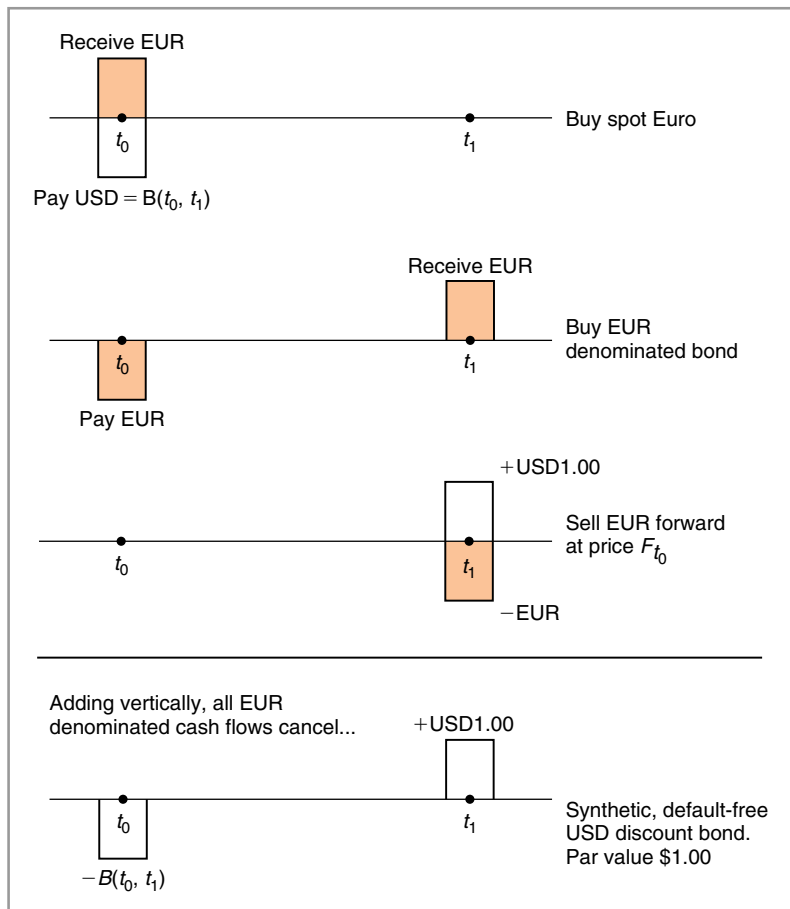 Receive EUR
t0
t1
Buy spot Euro
Pay USD = B(t0, t1)
Receive EUR
t0
t1
Buy EUR
denominated bond
Pay EUR
+USD1.00
t0
t1
Sell EUR forward
at price Ft0
−EUR
Adding vertically, all EUR
denominated cash flows cancel...
+USD1.00
t0
t1
Synthetic, default-free
USD discount bond.
Par value $1.00
−B(t0, t1)